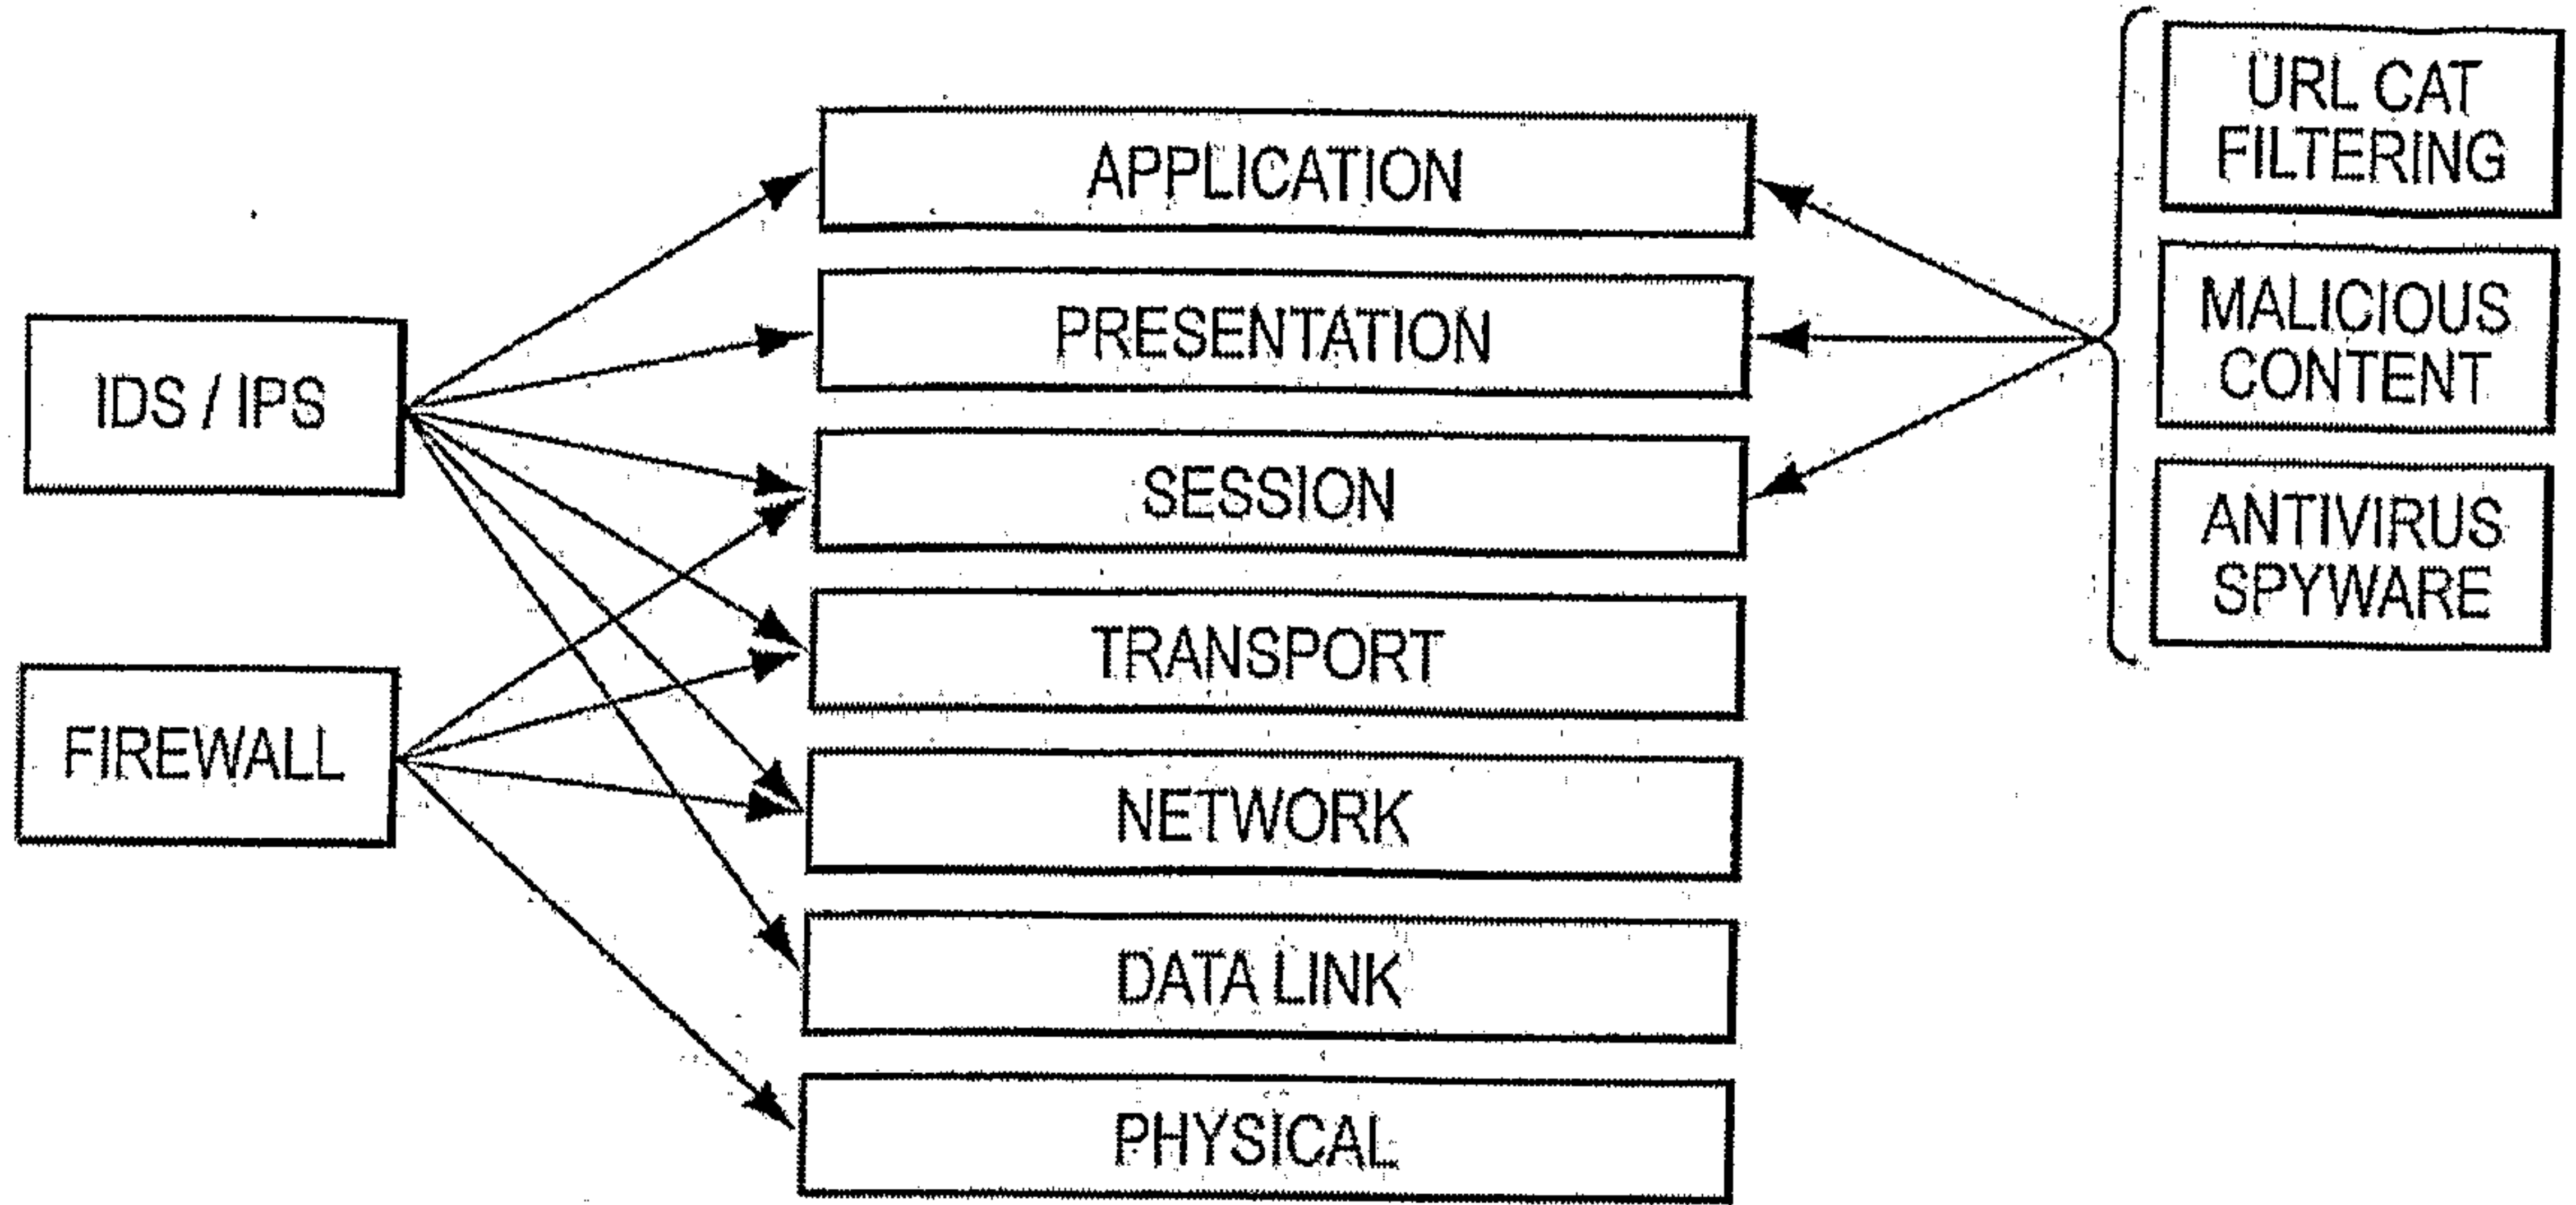 IDS / IPS
FIREWALL
APPLICATION
PRESENTATION
SESSION
TRANSPORT
NETWORK
DATA LINK
PHYSICAL
URL CAT
FILTERING
MALICIOUS
CONTENT
ANTIVIRUS
SPYWARE